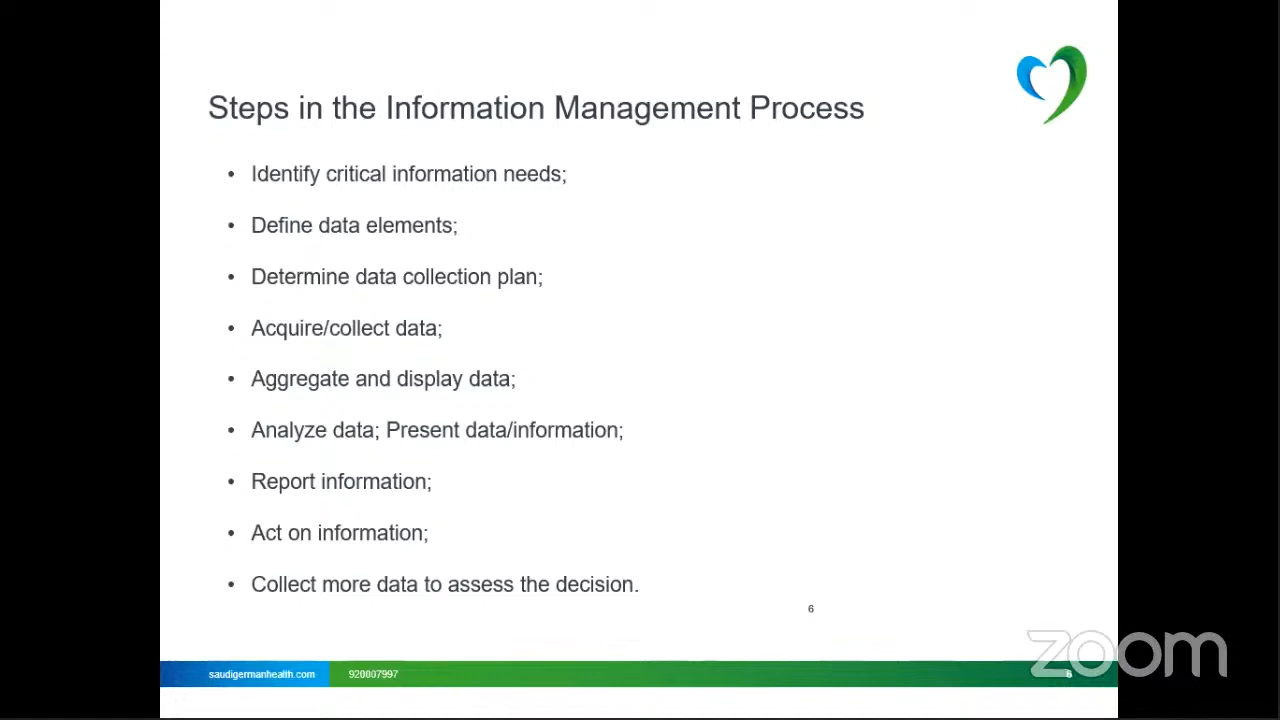 Steps in the Information Management Process
• Identify critical information needs;
• Define data elements;
• Determine data collection plan;
• Acquire/collect data;
• Aggregate and display data;
• Analyze data; Present data/information;
• Report information;
• Act on information;
• Collect more data to assess the decision.
6
zoom
saudigermanhealth.com 920007997 6